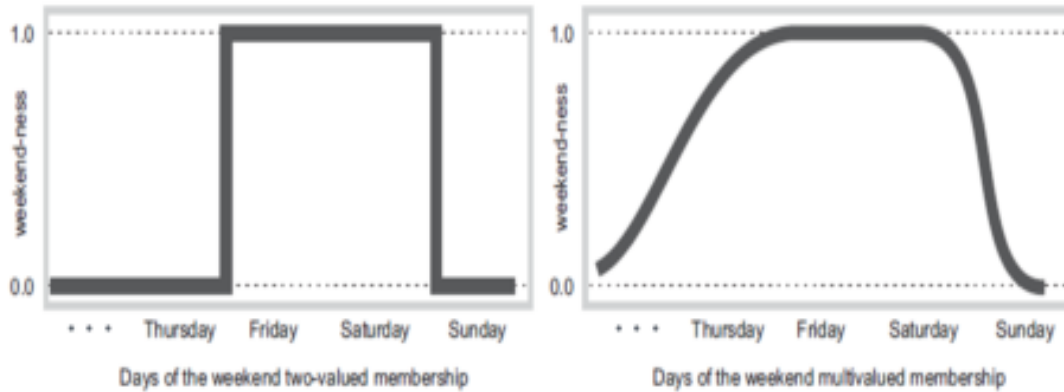 1.0
weekend-ness
0.0
. . . Thursday Friday Saturday Sunday
Days of the weekend two-valued membership
1.0
weekend-ness
0.0
. . . Thursday Friday Saturday Sunday
Days of the weekend multivalued membership